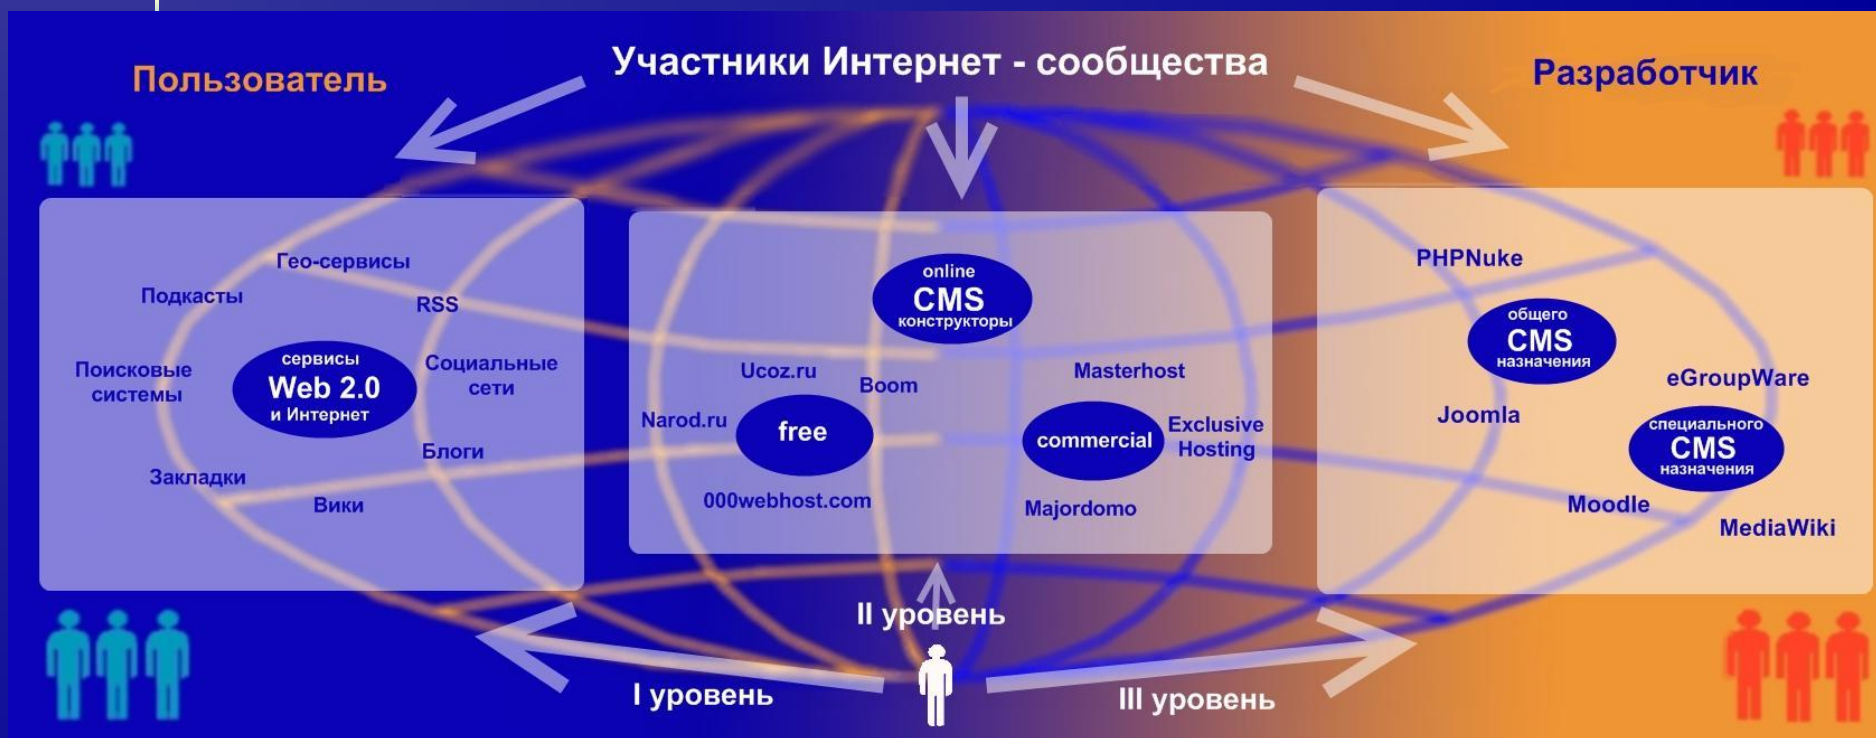 Участники Интернет - сообщества
Пользователь
Разработчик
Гео-сервисы
Подкасты
RSS
Поисковые
системы
сервисы
Web 2.0
и Интернет
Социальные
сети
Блоги
Закладки
Вики
online
CMS
конструкторы
Ucoz.ru
Boom
Narod.ru
free
000webhost.com
Masterhost
commercial
Exclusive
Hosting
Majordomo
PHPNuke
общего
CMS
назначения
Joomla
eGroupWare
специального
CMS
назначения
Moodle
MediaWiki
I уровень
II уровень
III уровень